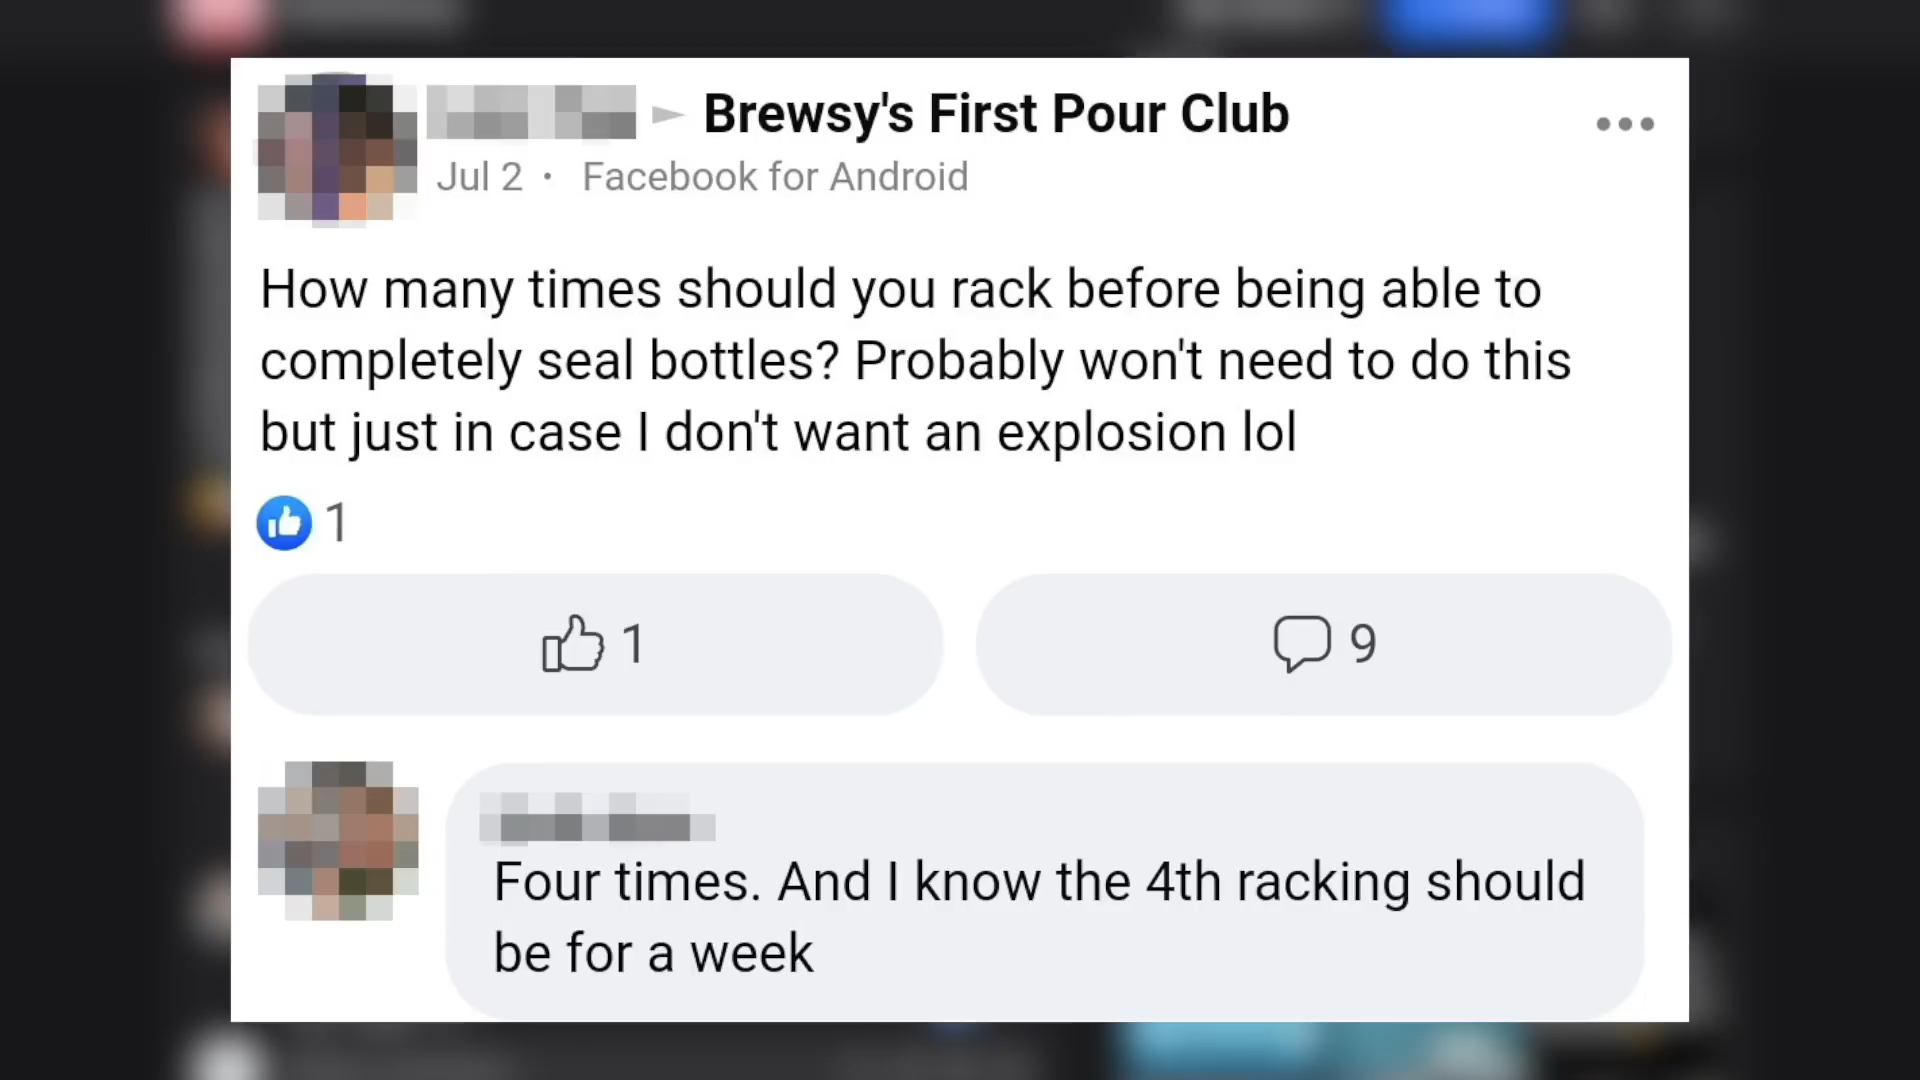 Brewsy's First Pour Club
Jul 2 • Facebook for Android
How many times should you rack before being able to
completely seal bottles? Probably won't need to do this
but just in case I don't want an explosion lol
1
1
9
Four times. And I know the 4th racking should
be for a week